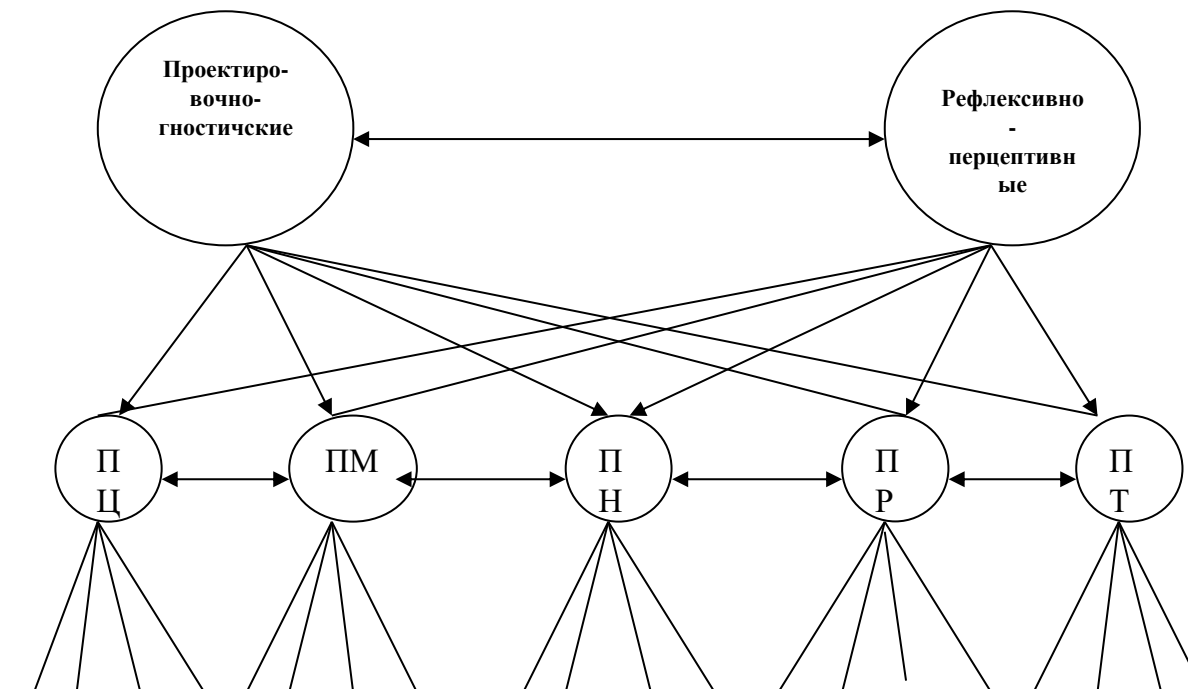 Проектиро-
вочно-
гностичские
Рефлексивно
-
перцептивн
ые
П
Ц
ПМ
П
Н
П
Р
П
Т